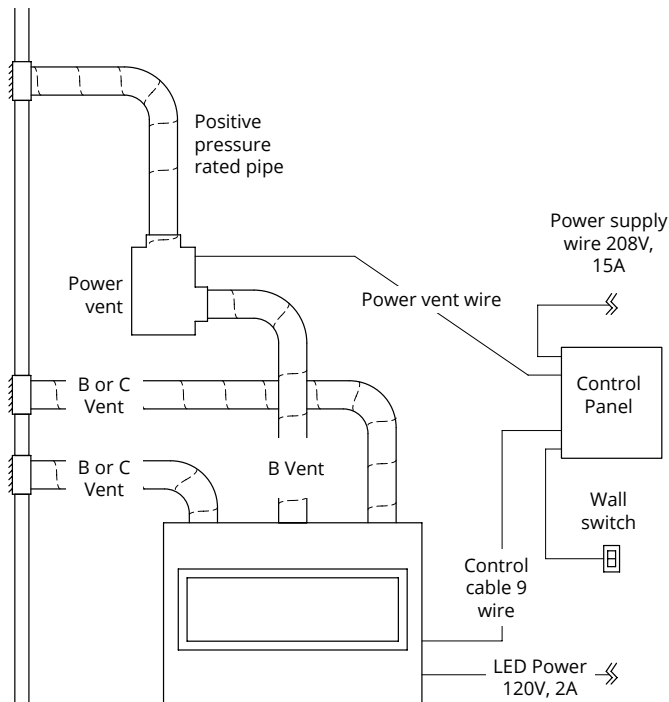 Positive
pressure
rated pipe
Power supply
wire 208V,
15A
Power
vent
Power vent wire
B or C
Vent
Control
Panel
B or C
Vent
B Vent
Wall
switch
Control
cable 9
wire
LED Power
120V, 2A